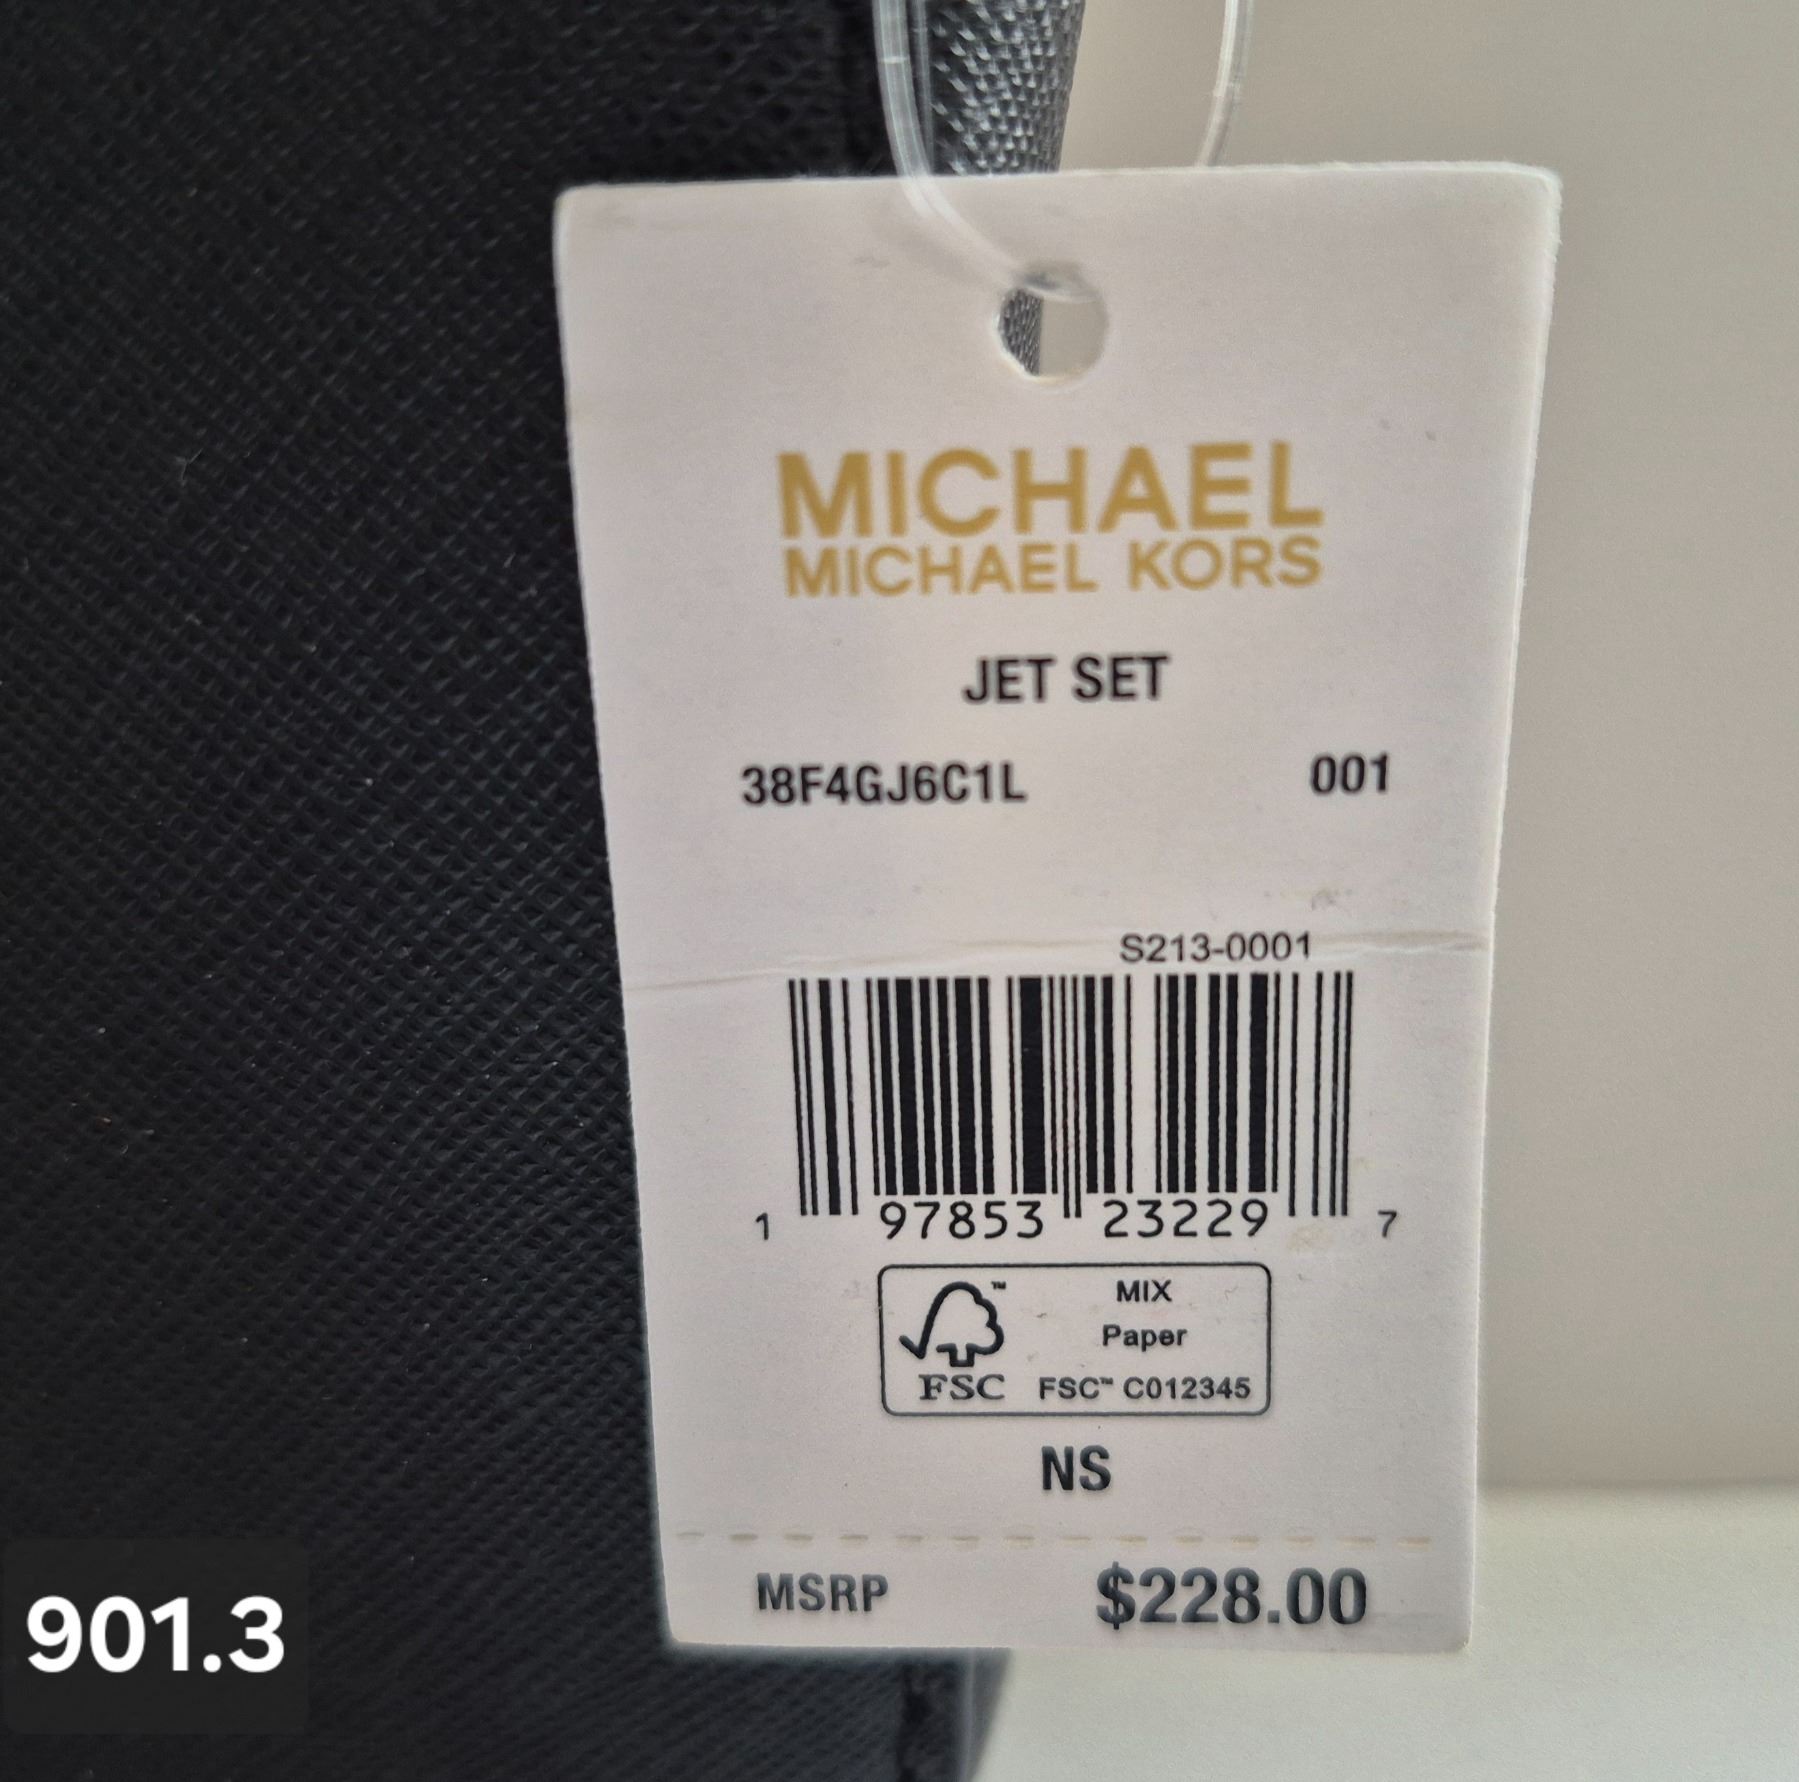 MICHAEL
MICHAEL KORS
JET SET
38F4GJ6C1L 001
S213-0001
1 97853 23229 7
™ MIX
Paper
FSC FSC™ C012345
NS
MSRP $228.00
901.3